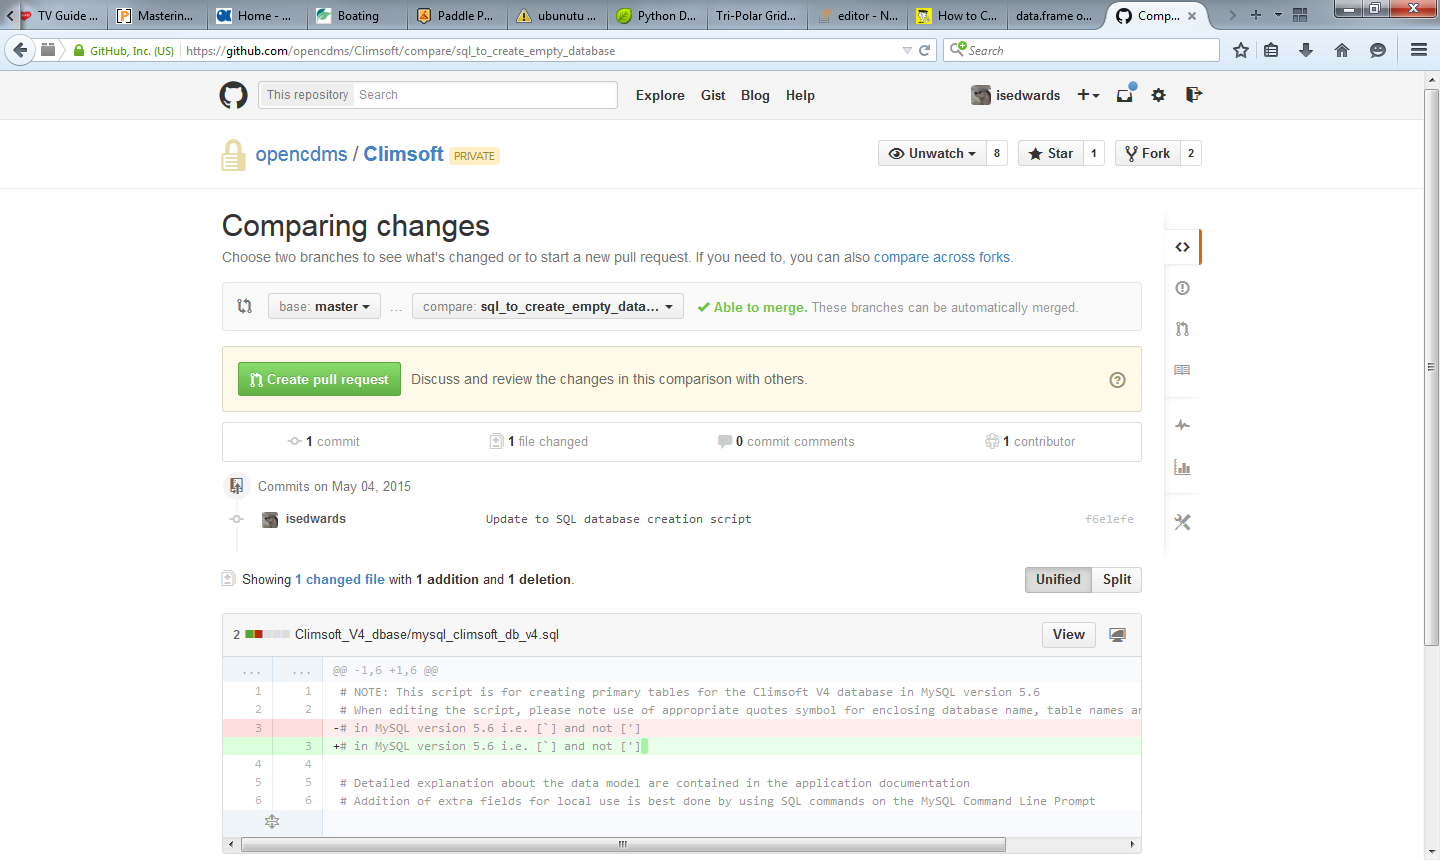 TV Guide ...
Masterin...
Home - ...
Boating
Paddle P...
ubunutu ...
Python D...
Tri-Polar Grid...
editor - N...
How to C...
data.frame o...
Comp...
GitHub, Inc. (US)
https://github.com/opencdms/Climsoft/compare/sql_to_create_empty_database
Search
This repository Search
Explore Gist Blog Help
isedwards
opencdms / Climsoft PRIVATE
Unwatch 8
Star 1
Fork 2
Comparing changes
Choose two branches to see what's changed or to start a new pull request. If you need to, you can also compare across forks.
base: master ... compare: sql_to_create_empty_data... Able to merge. These branches can be automatically merged.
Create pull request Discuss and review the changes in this comparison with others.
1 commit 1 file changed 0 commit comments 1 contributor
Commits on May 04, 2015
isedwards Update to SQL database creation script f6e1efe
Showing 1 changed file with 1 addition and 1 deletion.
Unified Split
2 Climsoft_V4_dbase/mysql_climsoft_db_v4.sql View
... ... @@ -1,6 +1,6 @@
1 1 # NOTE: This script is for creating primary tables for the Climsoft V4 database in MySQL version 5.6
2 2 # When editing the script, please note use of appropriate quotes symbol for enclosing database name, table names a
3 -# in MySQL version 5.6 i.e. [`] and not [']
3 +# in MySQL version 5.6 i.e. [`] and not [']
4 4
5 5 # Detailed explanation about the data model are contained in the application documentation
6 6 # Addition of extra fields for local use is best done by using SQL commands on the MySQL Command Line Prompt